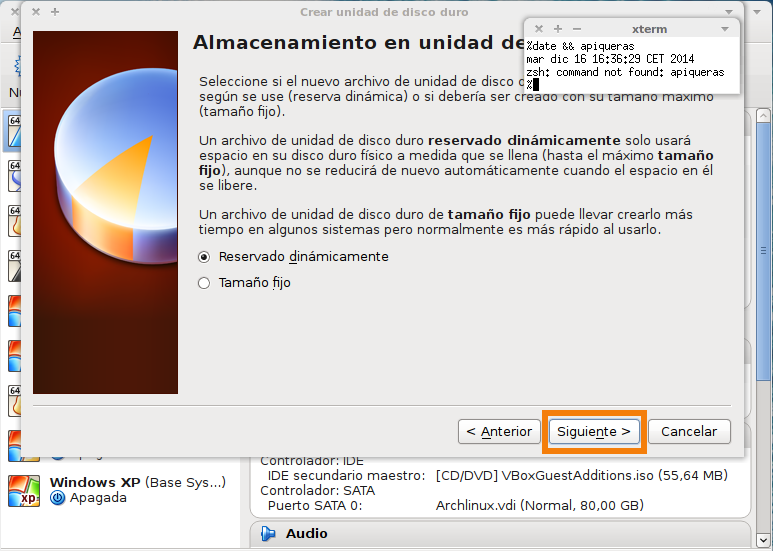 Crear unidad de disco duro
xterm
%date && apiqueras
mar dic 16 16:36:29 CET 2014
zsh: command not found: apiqueras
%
Almacenamiento en unidad de
Seleccione si el nuevo archivo de unidad de disco
según se use (reserva dinámica) o si debería ser creado con su tamaño máximo
(tamaño fijo).
Un archivo de unidad de disco duro reservado dinámicamente solo usará
espacio en su disco duro físico a medida que se llena (hasta el máximo tamaño
fijo), aunque no se reducirá de nuevo automáticamente cuando el espacio en él
se libere.
Un archivo de unidad de disco duro de tamaño fijo puede llevar crearlo más
tiempo en algunos sistemas pero normalmente es más rápido al usarlo.
Reservado dinámicamente
Tamaño fijo
< Anterior
Siguiente >
Cancelar
64
64
64
64
64
Apagada
Windows XP (Base Sys...)
xp
Apagada
Controlador: IDE
IDE secundario maestro: [CD/DVD] VBoxGuestAdditions.iso (55,64 MB)
Controlador: SATA
Puerto SATA 0: Archlinux.vdi (Normal, 80,00 GB)
Audio